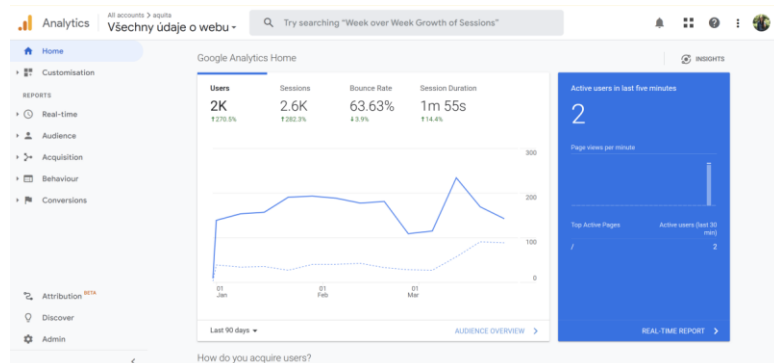 Analytics
All accounts > aquita
Všechny údaje o webu
Try searching "Week over Week Growth of Sessions"
Home
Customisation
REPORTS
Real-time
Audience
Acquisition
Behaviour
Conversions
Attribution BETA
Discover
Admin
Google Analytics Home
INSIGHTS
Users
2K
↑270.5%
Sessions
2.6K
↑282.3%
Bounce Rate
63.63%
↓3.9%
Session Duration
1m 55s
↑14.4%
300
200
100
0
01
Jan
01
Feb
01
Mar
Last 90 days
AUDIENCE OVERVIEW >
Active users in last five minutes
2
Page views per minute
Top Active Pages
Active users (last 30
min)
/
2
REAL-TIME REPORT >
How do you acquire users?